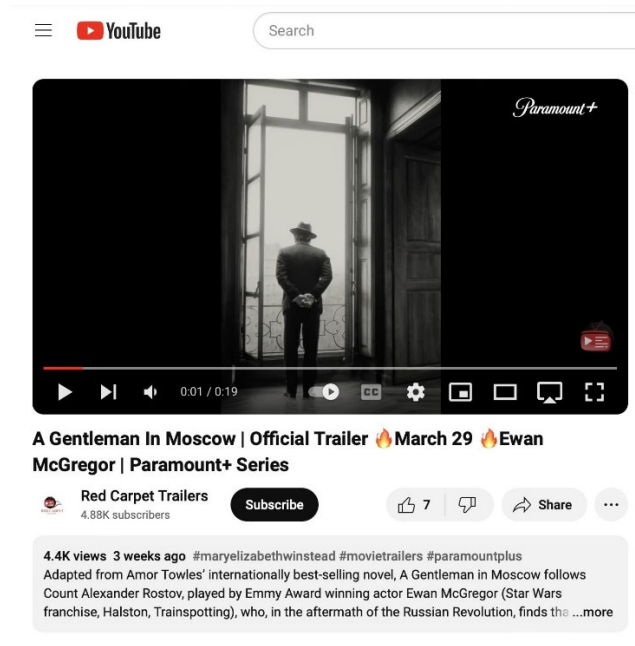 YouTube
Search
Paramount+
0:01 / 0:19
CC
A Gentleman In Moscow | Official Trailer 🔥March 29 🔥Ewan
McGregor | Paramount+ Series
Red Carpet Trailers
4.88K subscribers
Subscribe
7
Share
4.4K views 3 weeks ago #maryelizabethwinstead #movietrailers #paramountplus
Adapted from Amor Towles' internationally best-selling novel, A Gentleman in Moscow follows
Count Alexander Rostov, played by Emmy Award winning actor Ewan McGregor (Star Wars
franchise, Halston, Trainspotting), who, in the aftermath of the Russian Revolution, finds tha ...more